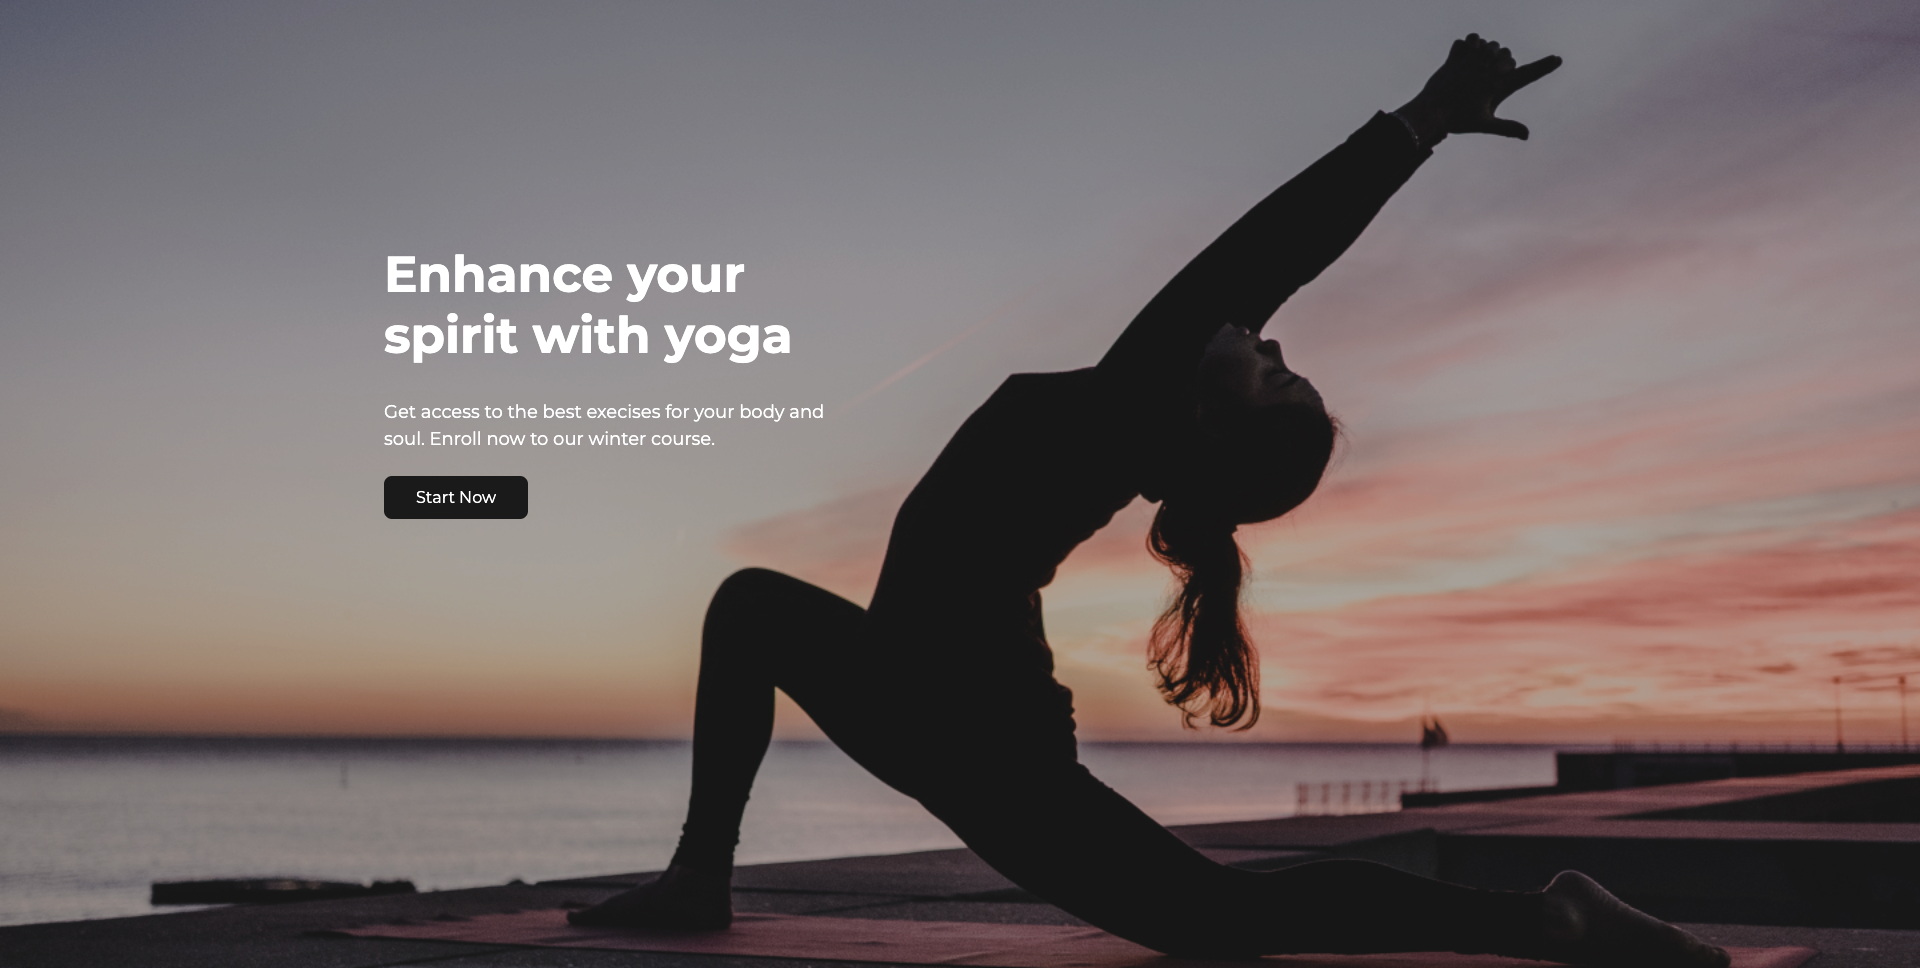 Enhance your
spirit with yoga
Get access to the best execises for your body and
soul. Enroll now to our winter course.
Start Now